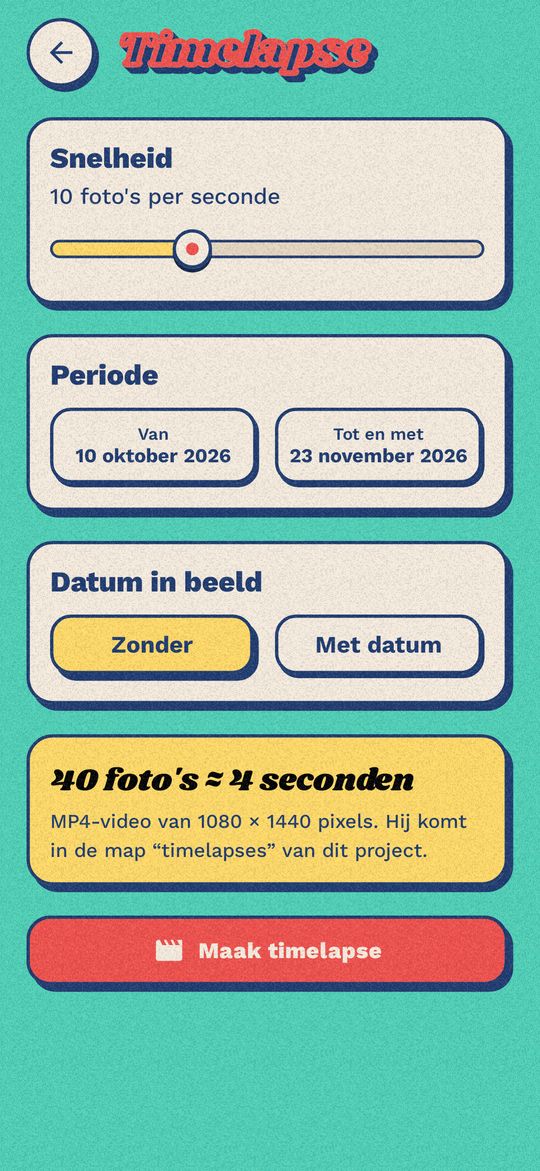 Timelapse
Snelheid
10 foto's per seconde
Periode
Van
10 oktober 2026
Tot en met
23 november 2026
Datum in beeld
Zonder
Met datum
40 foto's ≈ 4 seconden
MP4-video van 1080 × 1440 pixels. Hij komt
in de map “timelapses” van dit project.
Maak timelapse